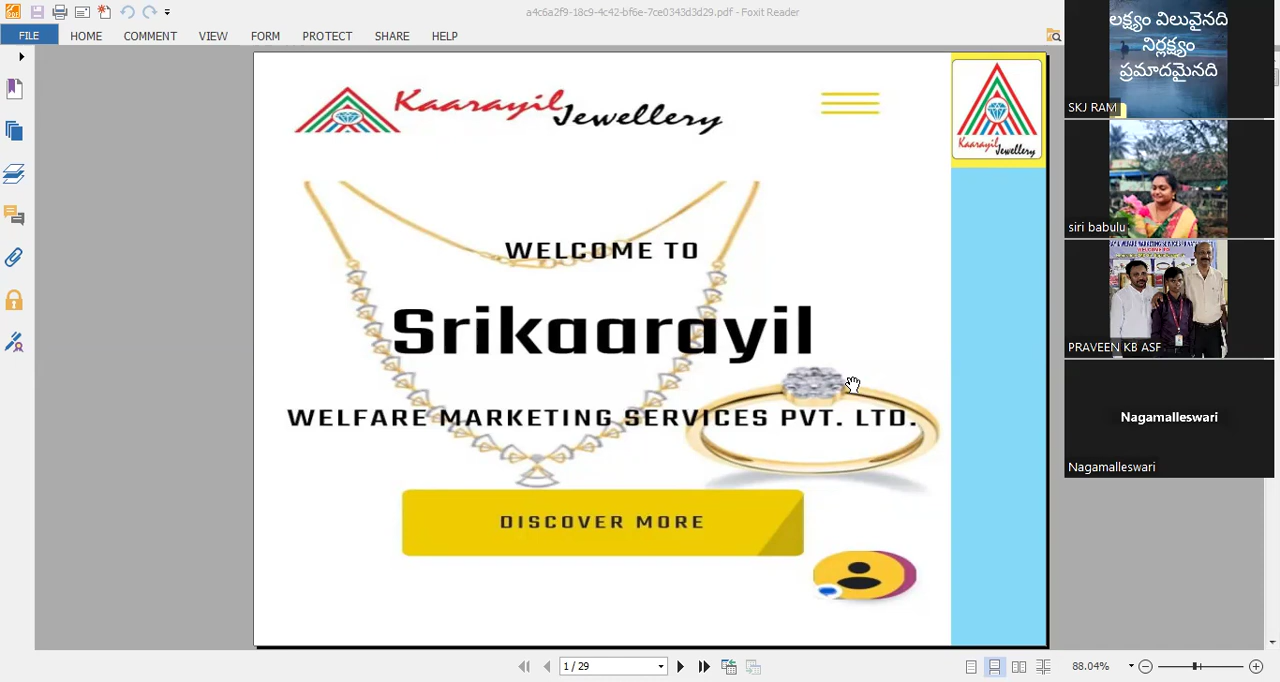 a4c6a2f9-18c9-4c42-bf6e-7ce0343d3d29.pdf - Foxit Reader
FILE HOME COMMENT VIEW FORM PROTECT SHARE HELP
Kaarayil Jewellery
Kaarayil Jewellery
WELCOME TO
Srikaarayil
WELFARE MARKETING SERVICES PVT. LTD.
DISCOVER MORE
1 / 29
88.04%
లక్ష్యం విలువైనది
నిర్లక్ష్యం
ప్రమాదమైనది
SKJ RAM
siri babulu
PRAVEEN KB ASF
Nagamalleswari
Nagamalleswari